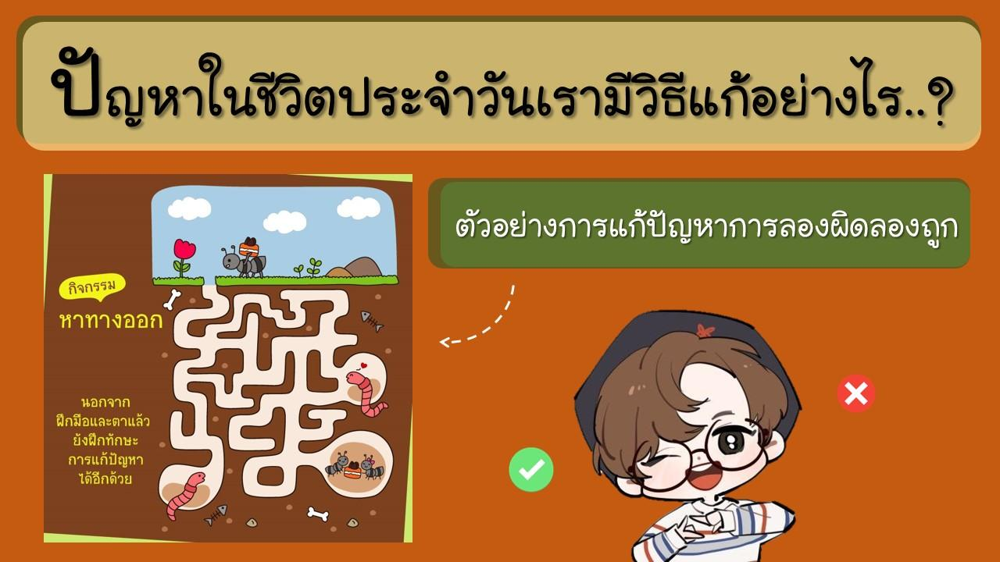 ปัญหาในชีวิตประจำวันเรามีวิธีแก้อย่างไร..?
ตัวอย่างการแก้ปัญหาการลองผิดลองถูก
กิจกรรม
หาทางออก
นอกจาก
ฝึกมือและตาแล้ว
ยังฝึกทักษะ
การแก้ปัญหา
ได้อีกด้วย